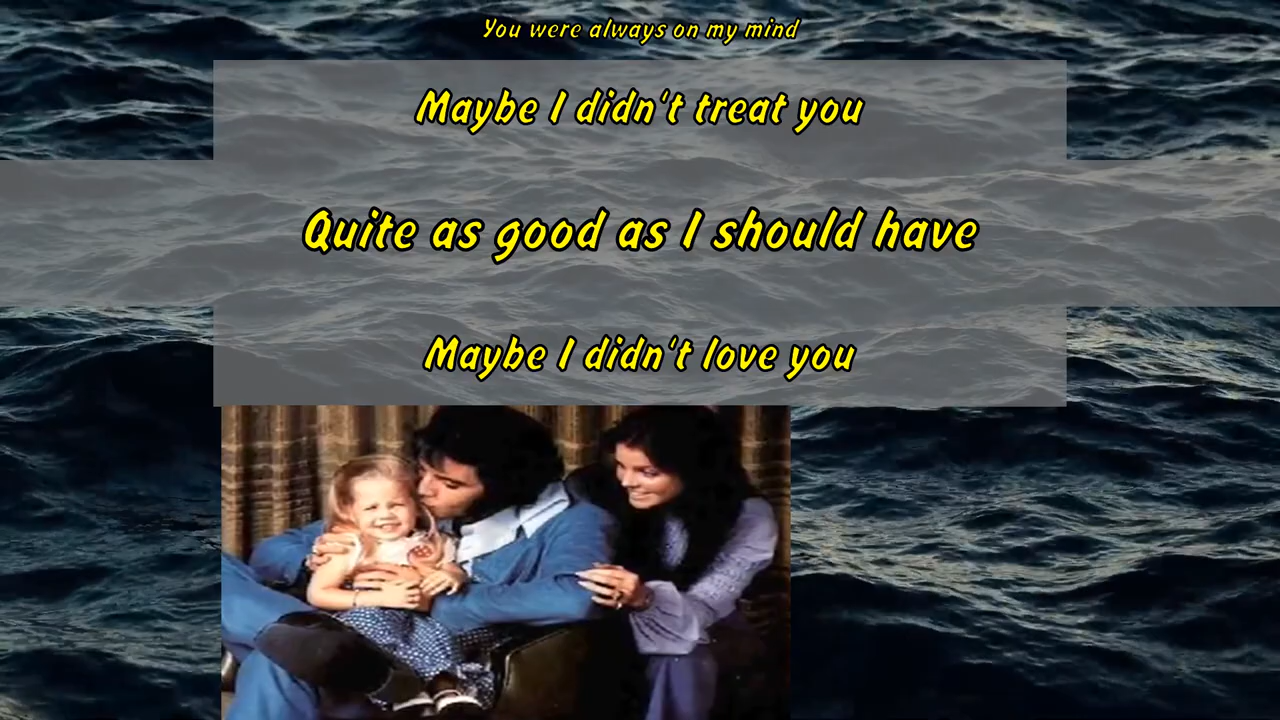 You were always on my mind
Maybe I didn't treat you
Quite as good as I should have
Maybe I didn't love you